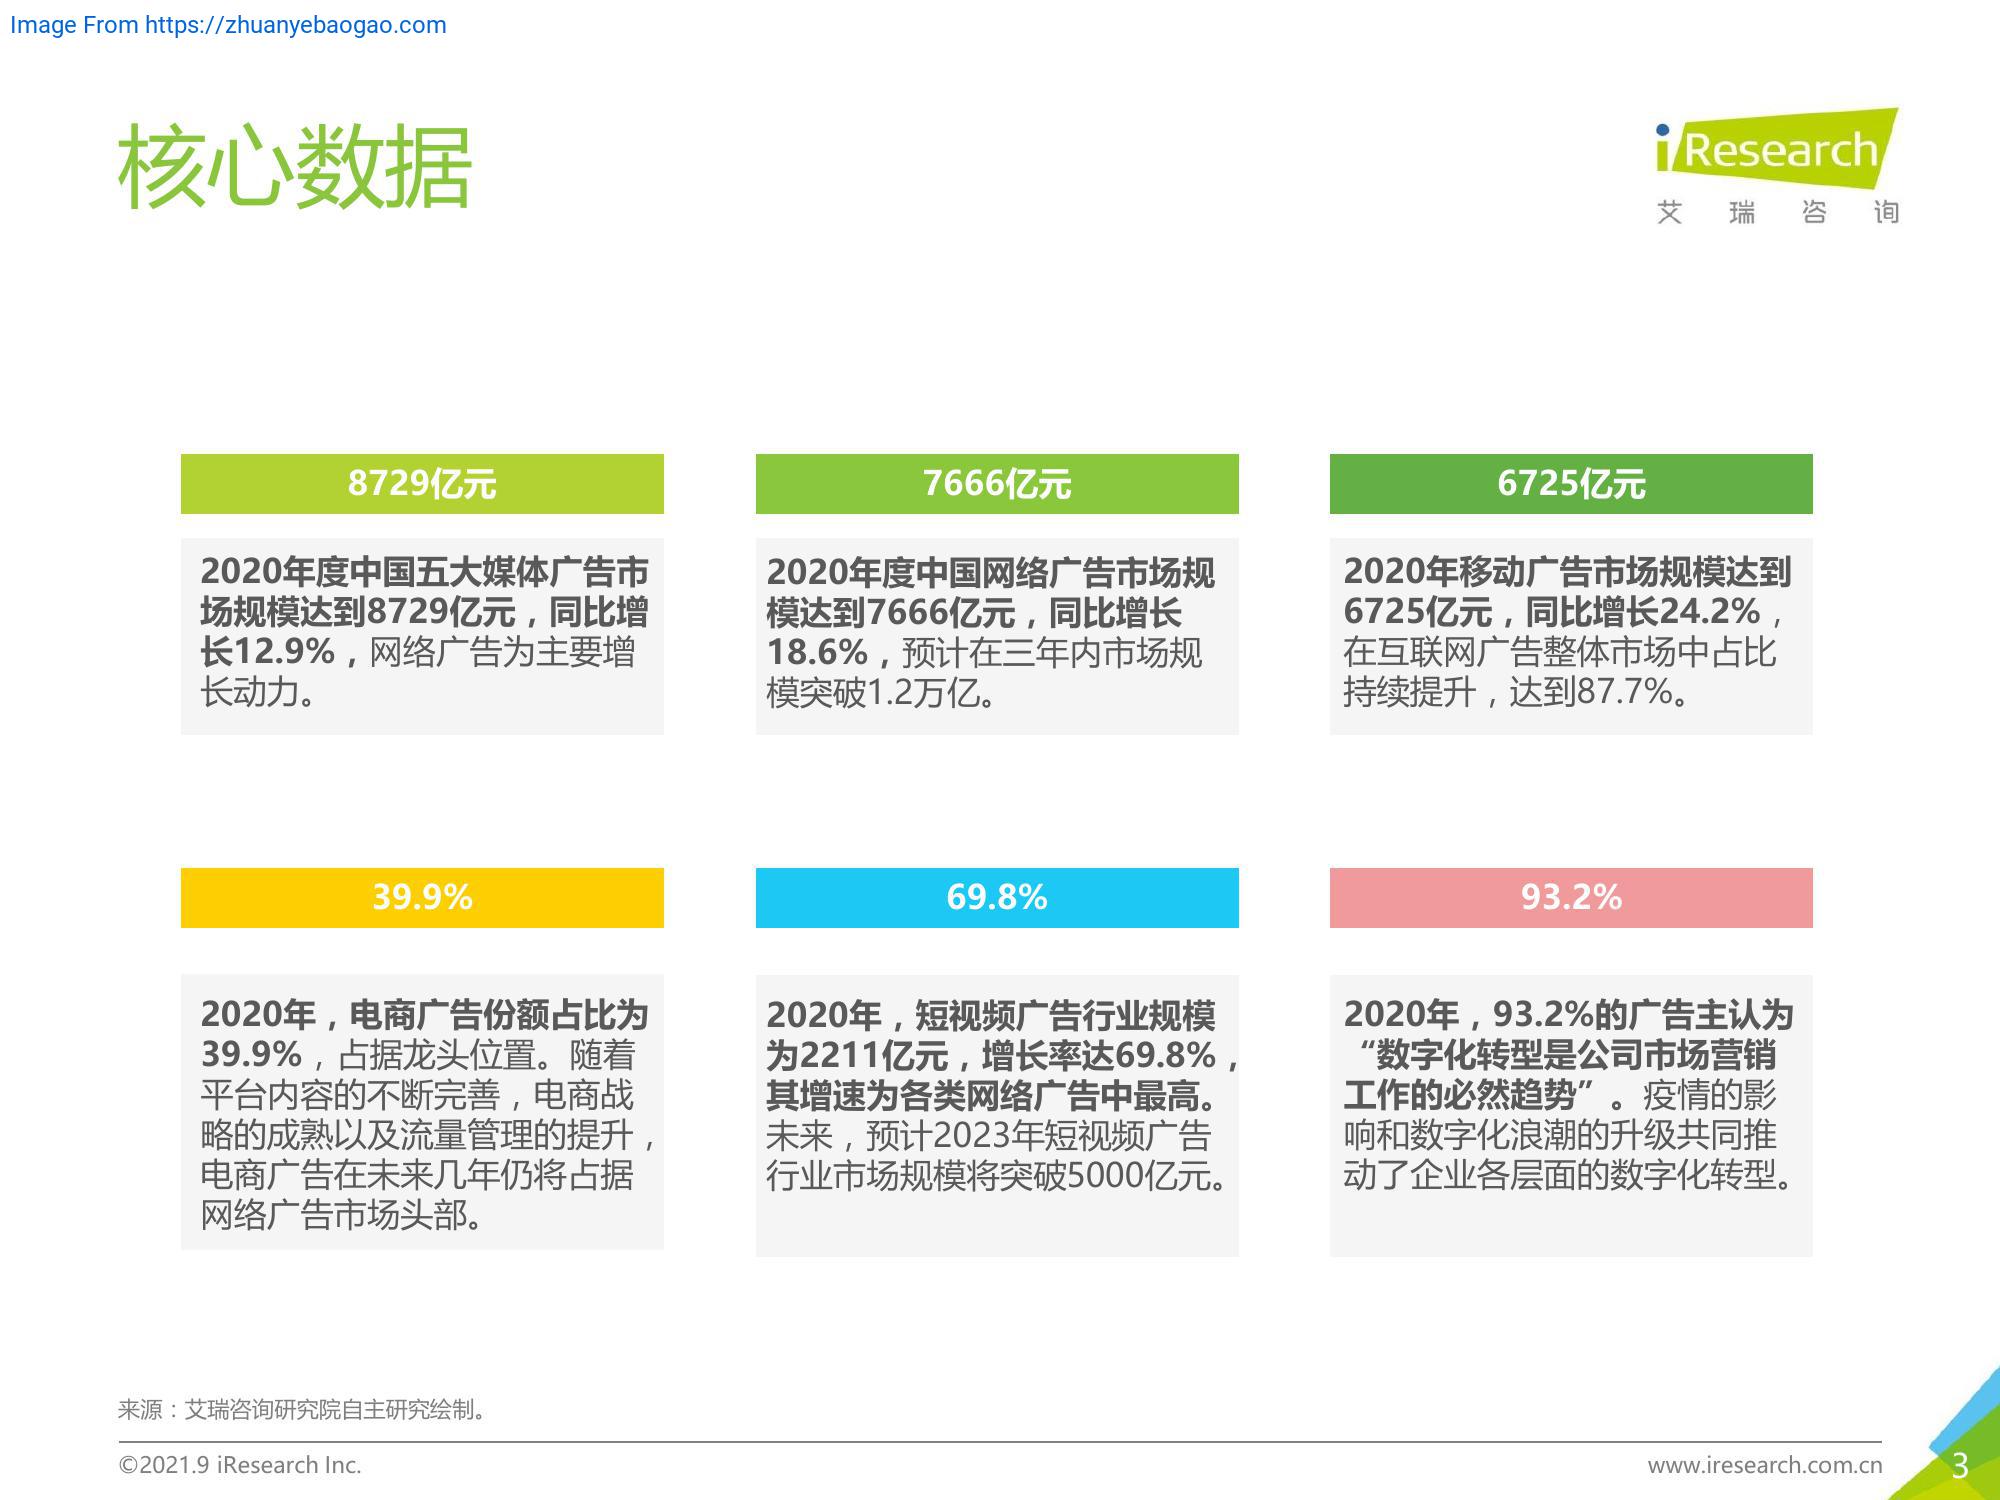 Image From https://zhuanyebaogao.com
核心数据
iResearch
艾瑞咨询
8729亿元
2020年度中国五大媒体广告市
场规模达到8729亿元，同比增
长12.9%，网络广告为主要增
长动力。
7666亿元
2020年度中国网络广告市场规
模达到7666亿元，同比增长
18.6%，预计在三年内市场规
模突破1.2万亿。
6725亿元
2020年移动广告市场规模达到
6725亿元，同比增长24.2%，
在互联网广告整体市场中占比
持续提升，达到87.7%。
39.9%
2020年，电商广告份额占比为
39.9%，占据龙头位置。随着
平台内容的不断完善，电商战
略的成熟以及流量管理的提升，
电商广告在未来几年仍将占据
网络广告市场头部。
69.8%
2020年，短视频广告行业规模
为2211亿元，增长率达69.8%，
其增速为各类网络广告中最高。
未来，预计2023年短视频广告
行业市场规模将突破5000亿元。
93.2%
2020年，93.2%的广告主认为
“数字化转型是公司市场营销
工作的必然趋势”。疫情的影
响和数字化浪潮的升级共同推
动了企业各层面的数字化转型。
来源：艾瑞咨询研究院自主研究绘制。
©2021.9 iResearch Inc.
www.iresearch.com.cn
3